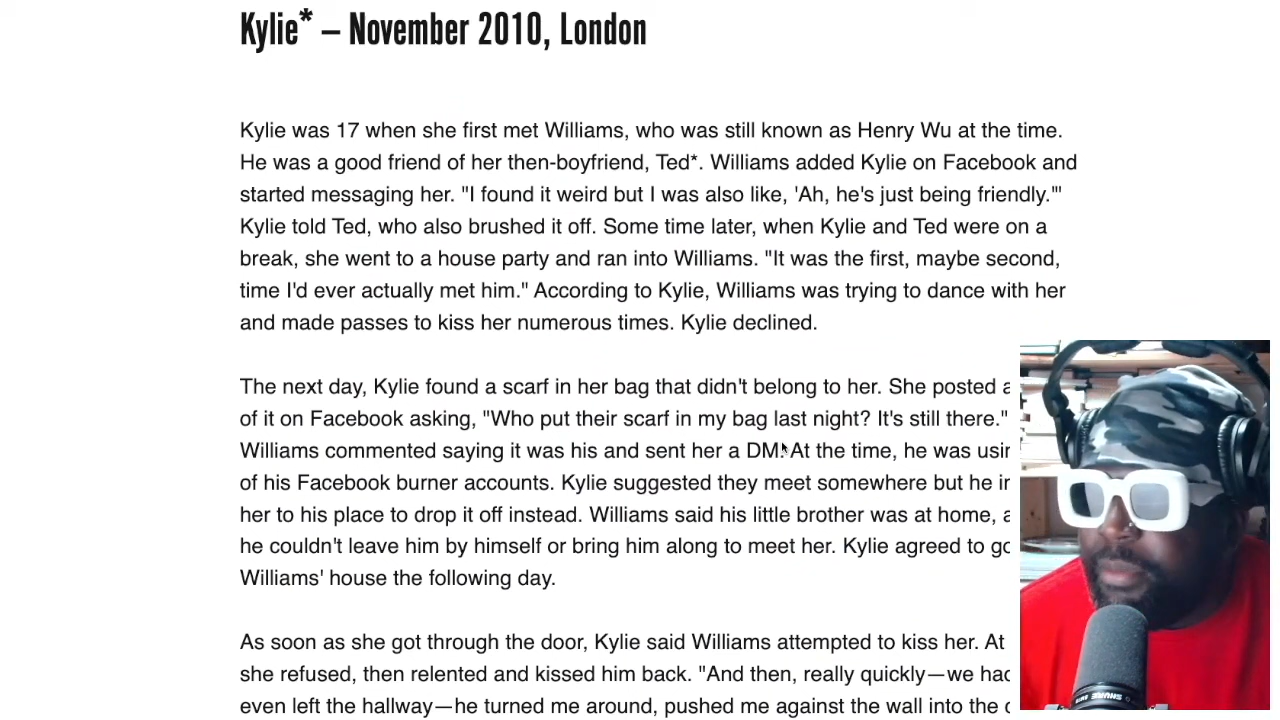 Kylie* – November 2010, London
Kylie was 17 when she first met Williams, who was still known as Henry Wu at the time.
He was a good friend of her then-boyfriend, Ted*. Williams added Kylie on Facebook and
started messaging her. "I found it weird but I was also like, 'Ah, he's just being friendly.'"
Kylie told Ted, who also brushed it off. Some time later, when Kylie and Ted were on a
break, she went to a house party and ran into Williams. "It was the first, maybe second,
time I'd ever actually met him." According to Kylie, Williams was trying to dance with her
and made passes to kiss her numerous times. Kylie declined.
The next day, Kylie found a scarf in her bag that didn't belong to her. She posted a
of it on Facebook asking, "Who put their scarf in my bag last night? It's still there."
Williams commented saying it was his and sent her a DM. At the time, he was
of his Facebook burner accounts. Kylie suggested they meet somewhere but he
her to his place to drop it off instead. Williams said his little brother was at home,
he couldn't leave him by himself or bring him along to meet her. Kylie agreed to
Williams' house the following day.
As soon as she got through the door, Kylie said Williams attempted to kiss her. At
she refused, then relented and kissed him back. "And then, really quickly—we
even left the hallway—he turned me around, pushed me against the wall into the
SHURE